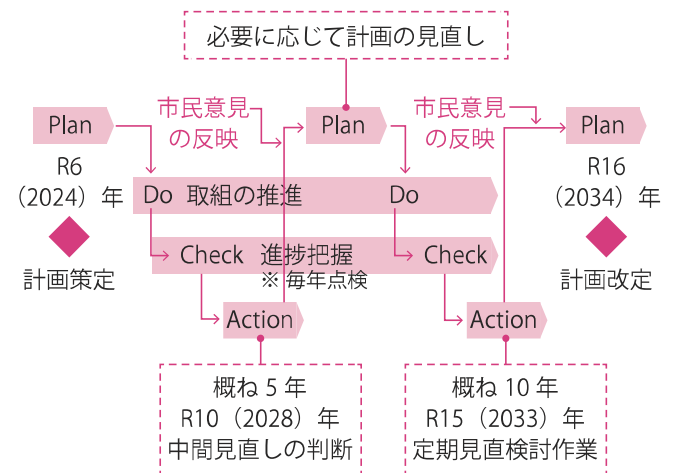 必要に応じて計画の見直し
Plan
市民意見
の反映
Plan
市民意見
の反映
Plan
R6
(2024) 年
R16
(2034) 年
Do 取組の推進
Do
計画策定
計画改定
Check 進捗把握
※ 毎年点検
Check
Action
Action
概ね 5 年
R10(2028)年
中間見直しの判断
概ね 10 年
R15(2033)年
定期見直検討作業